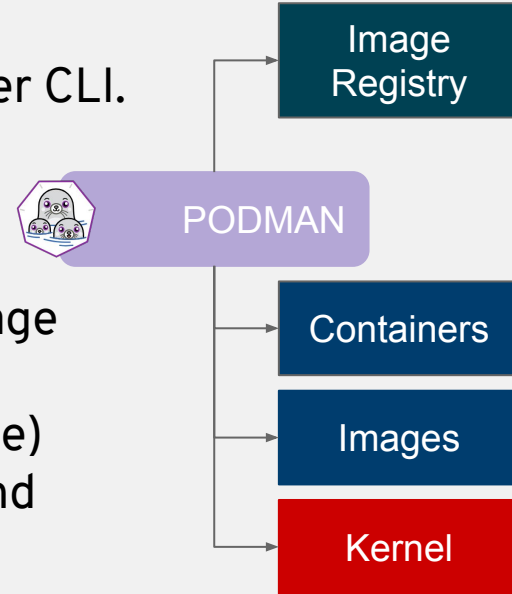 Image
Registry
er CLI.
PODMAN
nge
Containers
e)
Images
nd
Kernel